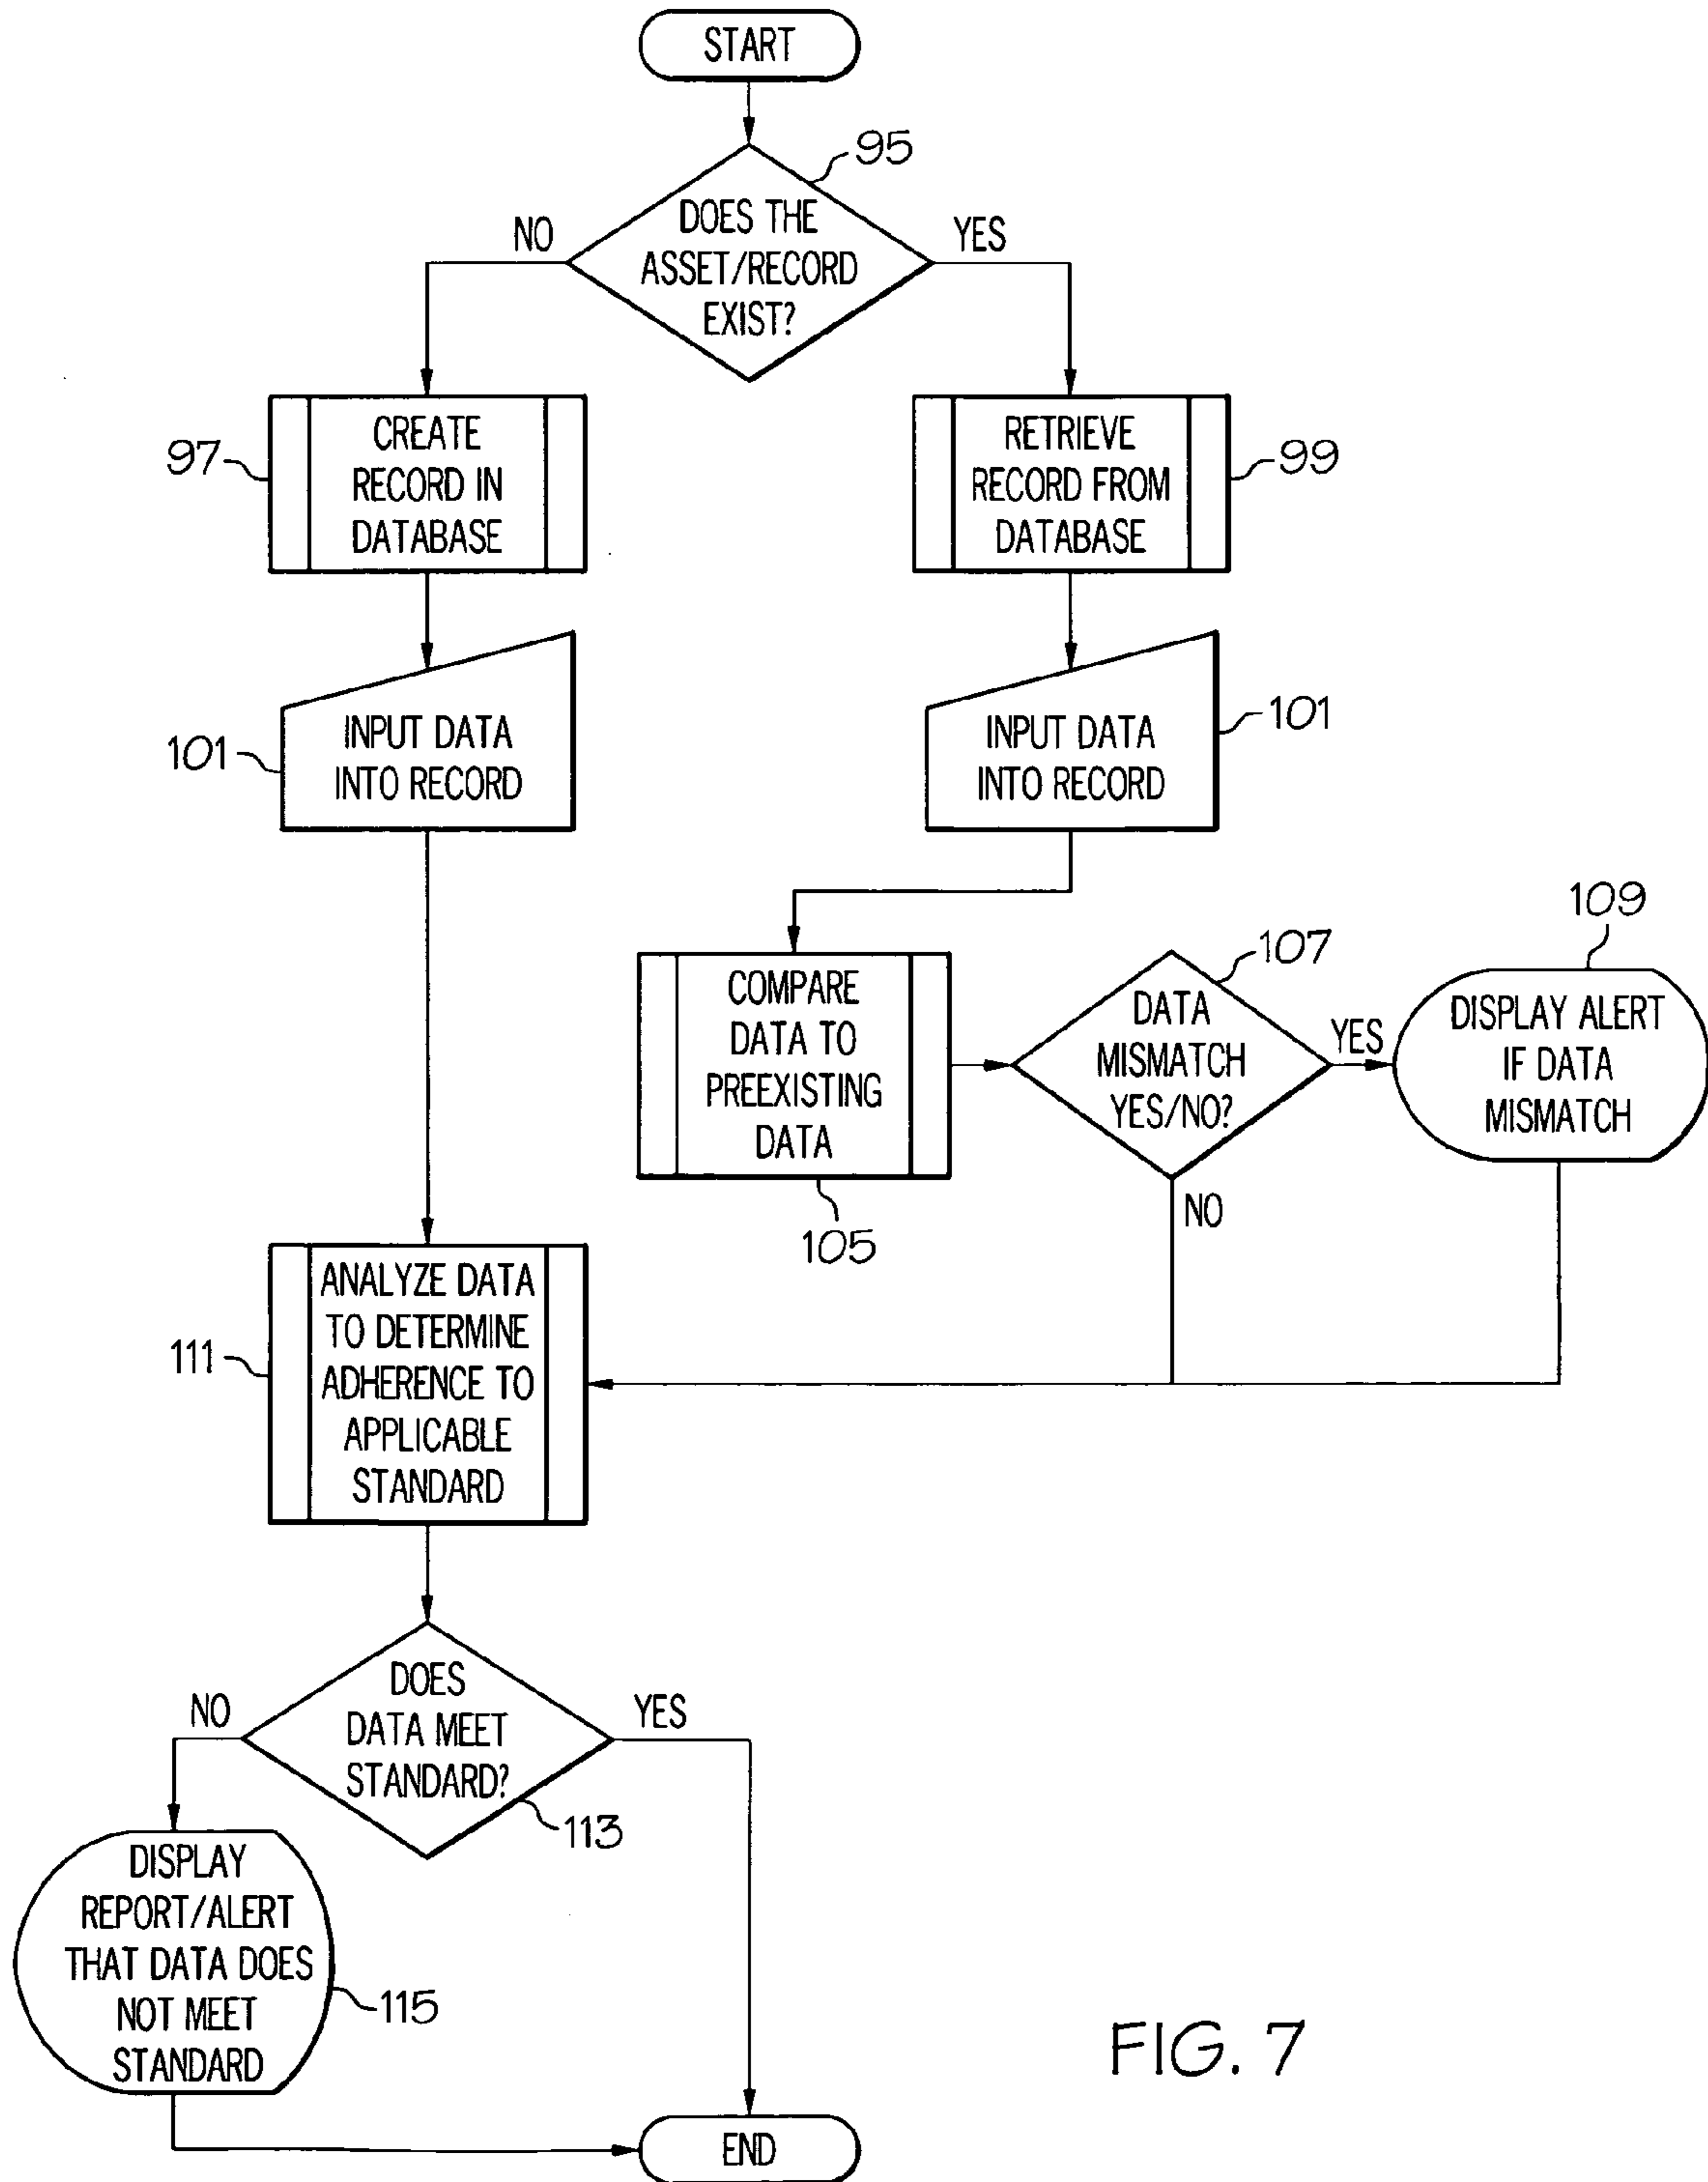 START
95
DOES THE
ASSET/RECORD
EXIST?
NO
YES
97
CREATE
RECORD IN
DATABASE
RETRIEVE
RECORD FROM
DATABASE
99
101
INPUT DATA
INTO RECORD
INPUT DATA
INTO RECORD
101
COMPARE
DATA TO
PREEXISTING
DATA
105
107
DATA
MISMATCH
YES/NO?
YES
NO
109
DISPLAY ALERT
IF DATA
MISMATCH
111
ANALYZE DATA
TO DETERMINE
ADHERENCE TO
APPLICABLE
STANDARD
DOES
DATA MEET
STANDARD?
NO
YES
113
DISPLAY
REPORT/ALERT
THAT DATA DOES
NOT MEET
STANDARD
115
END
FIG. 7